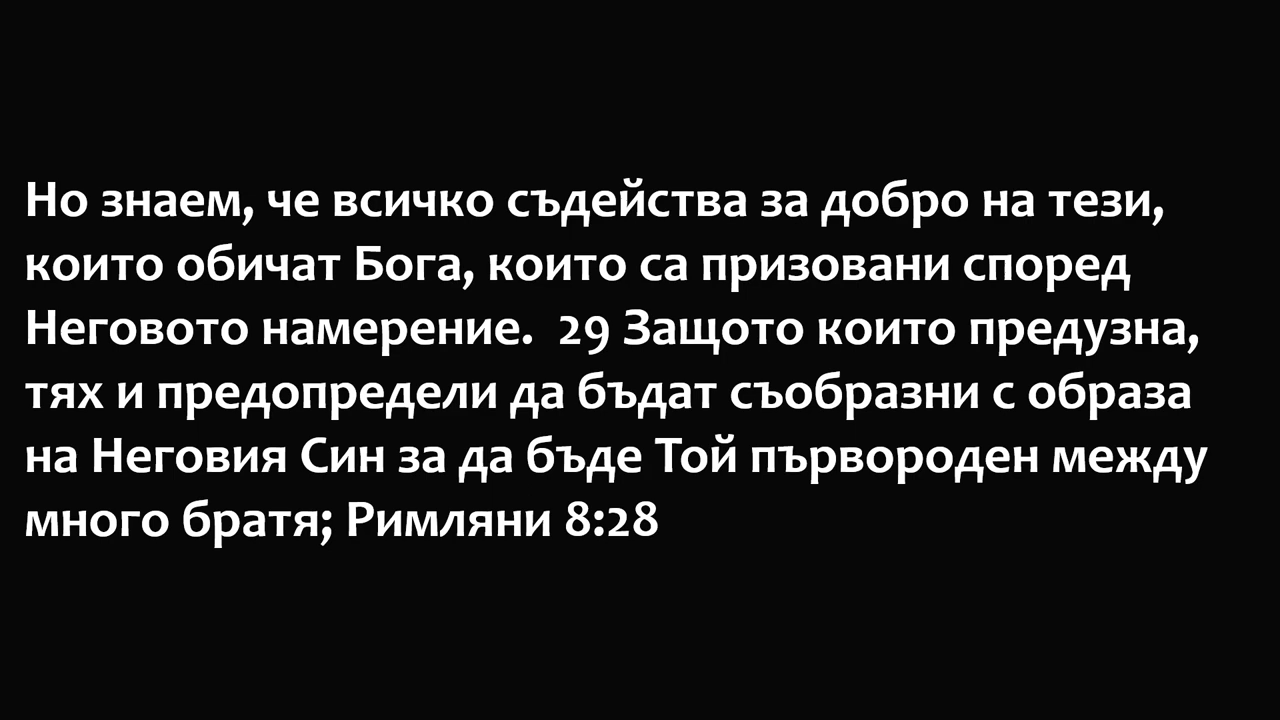 Но знаем, че всичко съдейства за добро на тези,
които обичат Бога, които са призовани според
Неговото намерение.  29 Защото които предузна,
тях и предопредели да бъдат съобразни с образа
на Неговия Син за да бъде Той първороден между
много братя; Римляни 8:28